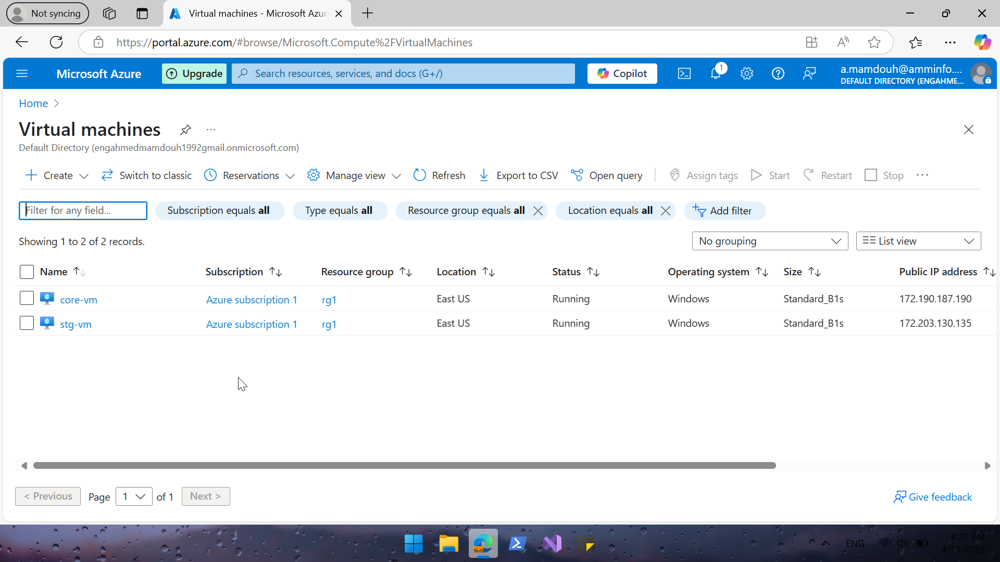 Not syncing
Virtual machines - Microsoft Azur
https://portal.azure.com/#browse/Microsoft.Compute%2FVirtualMachines
Microsoft Azure
Upgrade
Search resources, services, and docs (G+/)
Copilot
1
a.mamdouh@amminfo....
DEFAULT DIRECTORY (ENGAHME...
Home
Virtual machines
Default Directory (engahmedmamdouh1992gmail.onmicrosoft.com)
Create
Switch to classic
Reservations
Manage view
Refresh
Export to CSV
Open query
Assign tags
Start
Restart
Stop
Filter for any field...
Subscription equals all
Type equals all
Resource group equals all
Location equals all
Add filter
Showing 1 to 2 of 2 records.
No grouping
List view
Name Subscription Resource group Location Status Operating system Size Public IP address
core-vm Azure subscription 1 rg1 East US Running Windows Standard_B1s 172.190.187.190
stg-vm Azure subscription 1 rg1 East US Running Windows Standard_B1s 172.203.130.135
< Previous Page 1 of 1 Next >
Give feedback
ENG
8:27 PM
4/19/2025